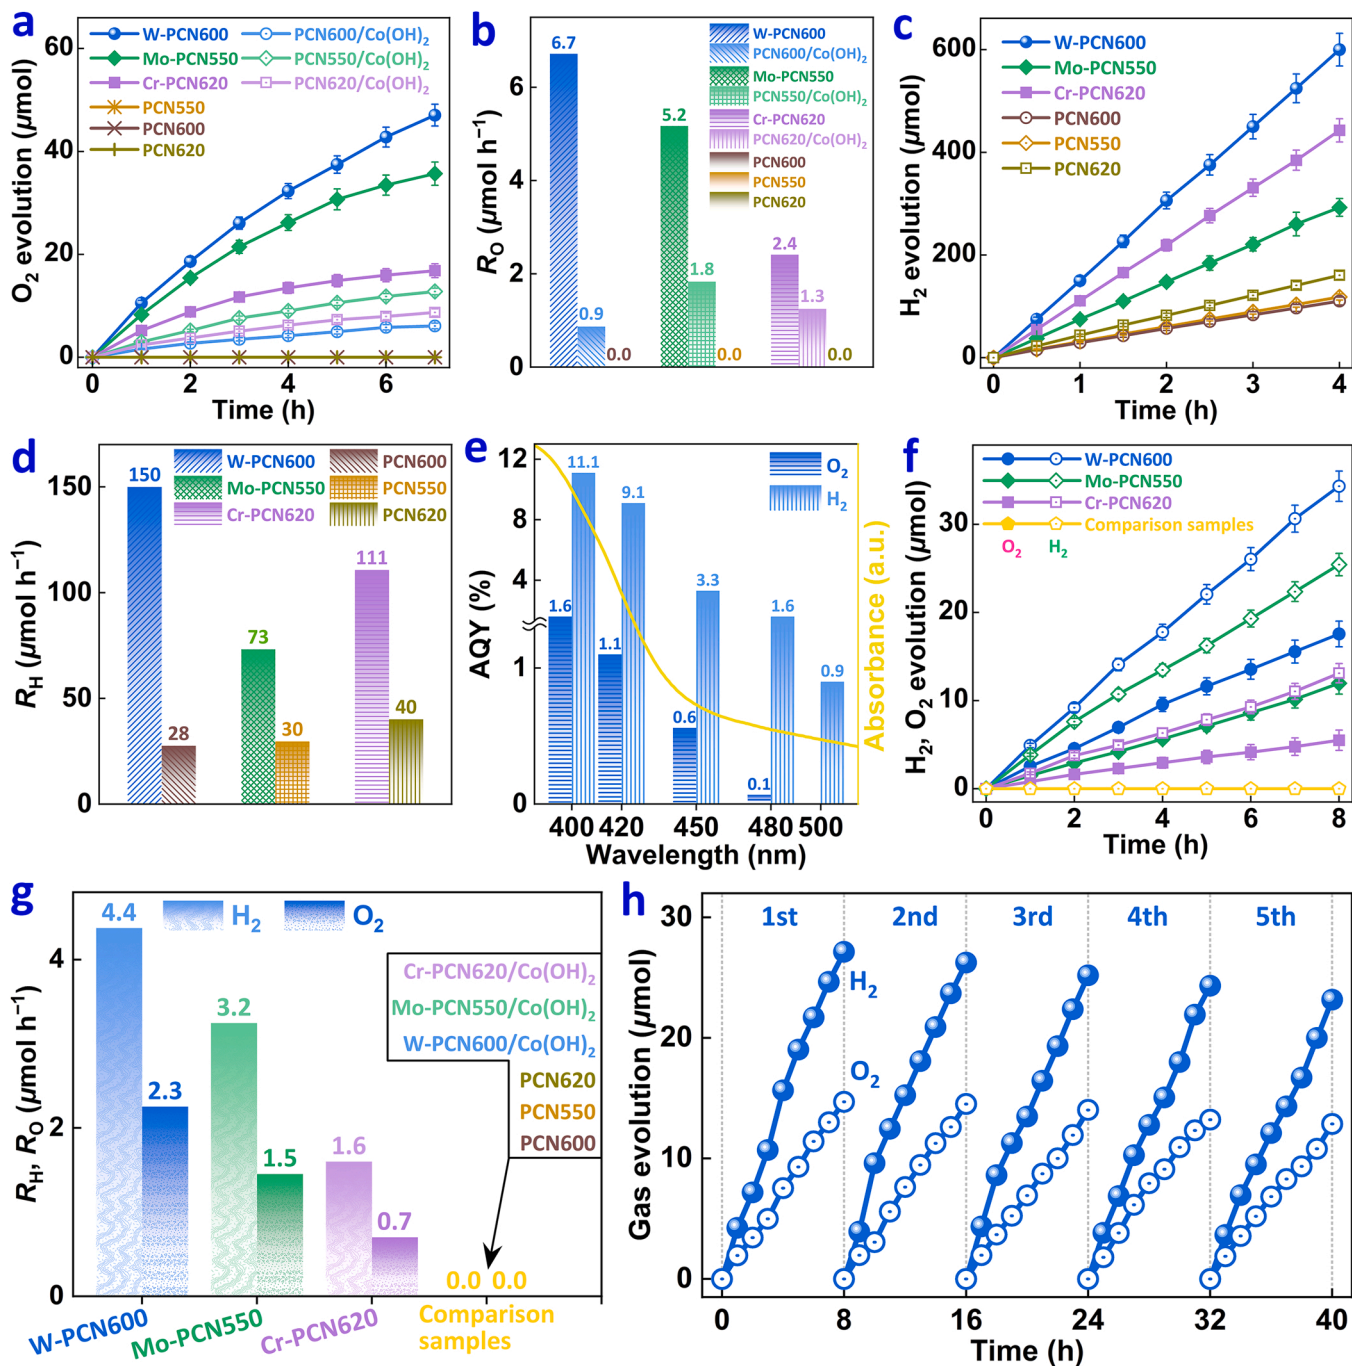 a
O₂ evolution (μmol)
60
40
20
0
W-PCN600
PCN600/Co(OH)₂
Mo-PCN550
PCN550/Co(OH)₂
Cr-PCN620
PCN620/Co(OH)₂
PCN550
PCN600
PCN620
0 2 4 6
Time (h)
b
R_O (μmol h⁻¹)
6
4
2
0
W-PCN600
PCN600/Co(OH)₂
Mo-PCN550
PCN550/Co(OH)₂
Cr-PCN620
PCN620/Co(OH)₂
PCN600
PCN550
PCN620
6.7
0.9
0.0
5.2
1.8
0.0
2.4
1.3
0.0
c
H₂ evolution (μmol)
600
400
200
0
W-PCN600
Mo-PCN550
Cr-PCN620
PCN600
PCN550
PCN620
0 1 2 3 4
Time (h)
d
R_H (μmol h⁻¹)
150
100
50
0
W-PCN600
PCN600
Mo-PCN550
PCN550
Cr-PCN620
PCN620
150
28
73
30
111
40
e
AQY (%)
12
8
4
1
0
O₂
H₂
1.6
11.1
1.1
9.1
0.6
3.3
0.1
1.6
0.9
400 420 450 480 500
Wavelength (nm)
Absorbance (a.u.)
f
H₂, O₂ evolution (μmol)
30
20
10
0
W-PCN600
Mo-PCN550
Cr-PCN620
Comparison samples
O₂ H₂
0 2 4 6 8
Time (h)
g
R_H, R_O (μmol h⁻¹)
4
2
0
H₂
O₂
4.4
2.3
3.2
1.5
1.6
0.7
0.0 0.0
Cr-PCN620/Co(OH)₂
Mo-PCN550/Co(OH)₂
W-PCN600/Co(OH)₂
PCN620
PCN550
PCN600
W-PCN600
Mo-PCN550
Cr-PCN620
Comparison
samples
h
Gas evolution (μmol)
30
20
10
0
1st 2nd 3rd 4th 5th
H₂
O₂
0 8 16 24 32 40
Time (h)